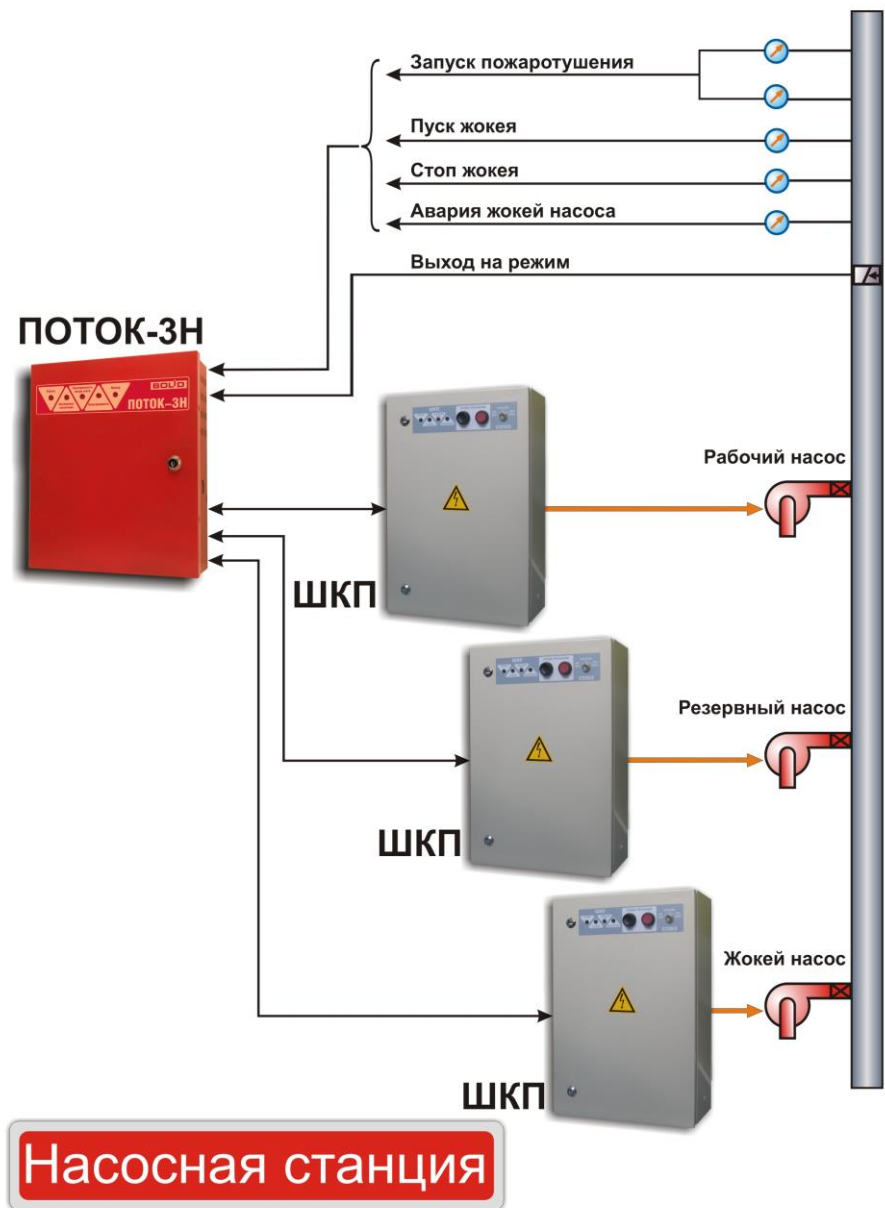 Запуск пожаротушения
Пуск жокея
Стоп жокея
Авария жокей насоса
Выход на режим
ПОТОК-3Н
BOLID
ПОТОК-3Н
Рабочий насос
ШКП
Резервный насос
ШКП
Жокей насос
ШКП
Насосная станция